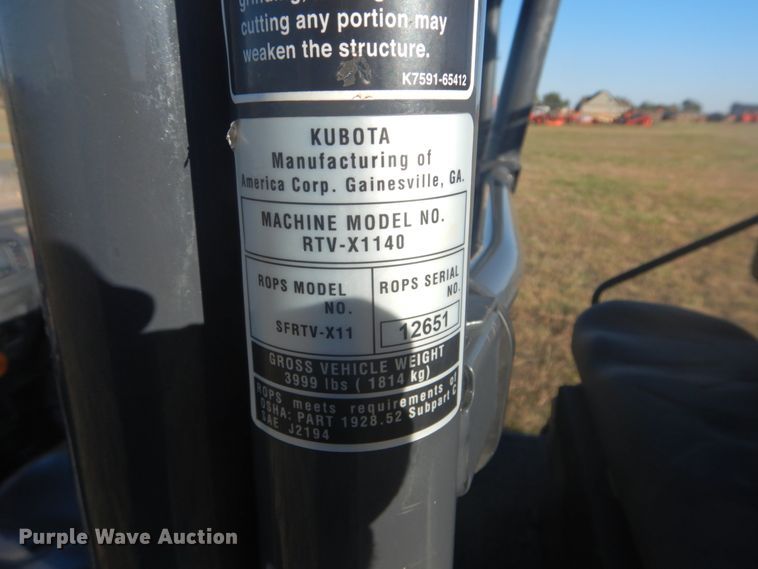 cutting any portion may
weaken the structure.
K7591-65412
KUBOTA
Manufacturing of
America Corp. Gainesville, GA.
MACHINE MODEL NO.
RTV-X1140
ROPS MODEL NO.
SFRTV-X11
ROPS SERIAL NO.
12651
GROSS VEHICLE WEIGHT
3999 lbs ( 1814 kg)
ROPS meets requirements of
OSHA: PART 1928.52 Subpart C
SAE J2194
Purple Wave Auction